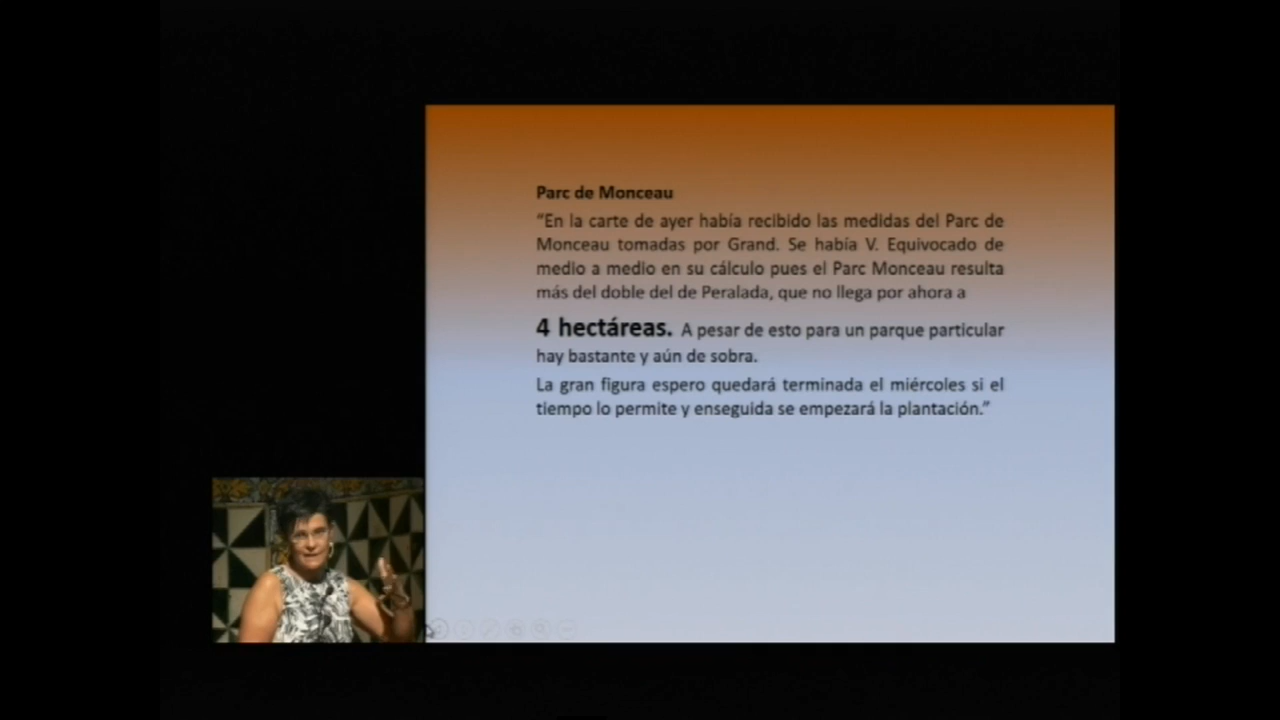 Parc de Monceau
“En la carte de ayer había recibido las medidas del Parc de
Monceau tomadas por Grand. Se había V. Equivocado de
medio a medio en su cálculo pues el Parc Monceau resulta
más del doble del de Peralada, que no llega por ahora a
4 hectáreas. A pesar de esto para un parque particular
hay bastante y aún de sobra.
La gran figura espero quedará terminada el miércoles si el
tiempo lo permite y enseguida se empezará la plantación.”